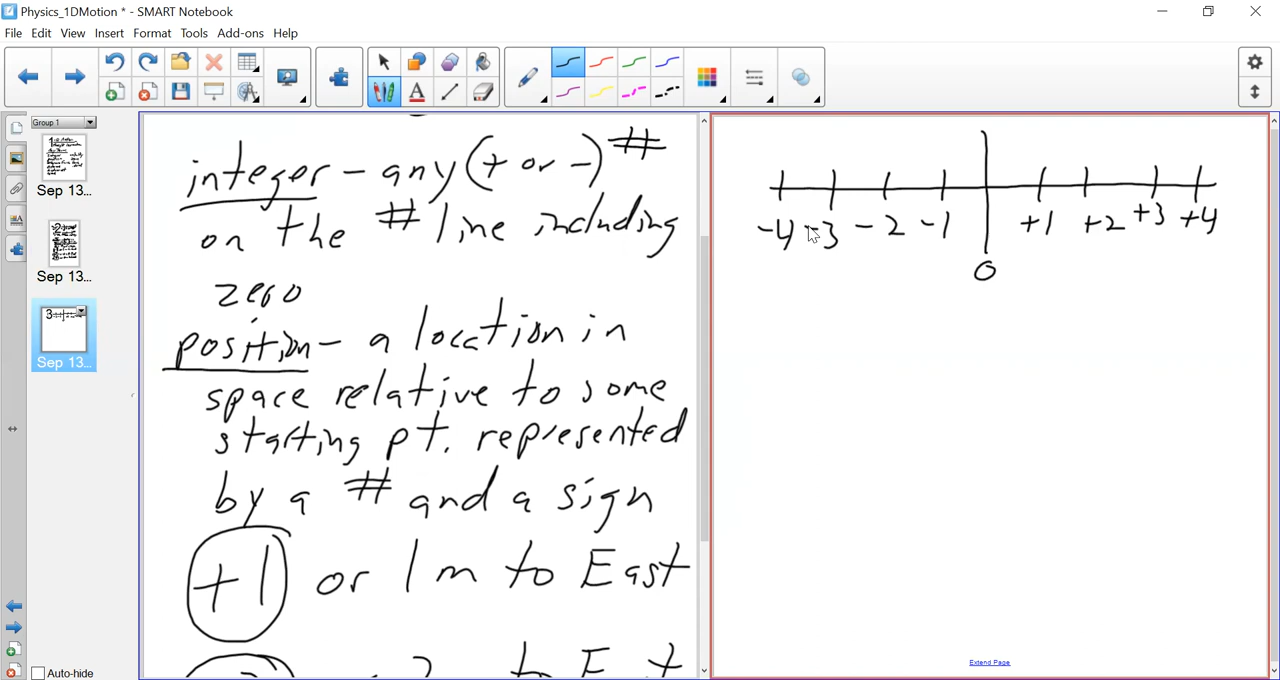 Physics_1DMotion * - SMART Notebook
File Edit View Insert Format Tools Add-ons Help
Group 1
Sep 13...
Sep 13...
Sep 13...
Auto-hide
integer - any (+ or -) #
on the # line including
zero
position - a location in
space relative to some
starting pt. represented
by a # and a sign
+1 or 1 m to East
-4 -3 -2 -1 +1 +2 +3 +4
0
Extend Page